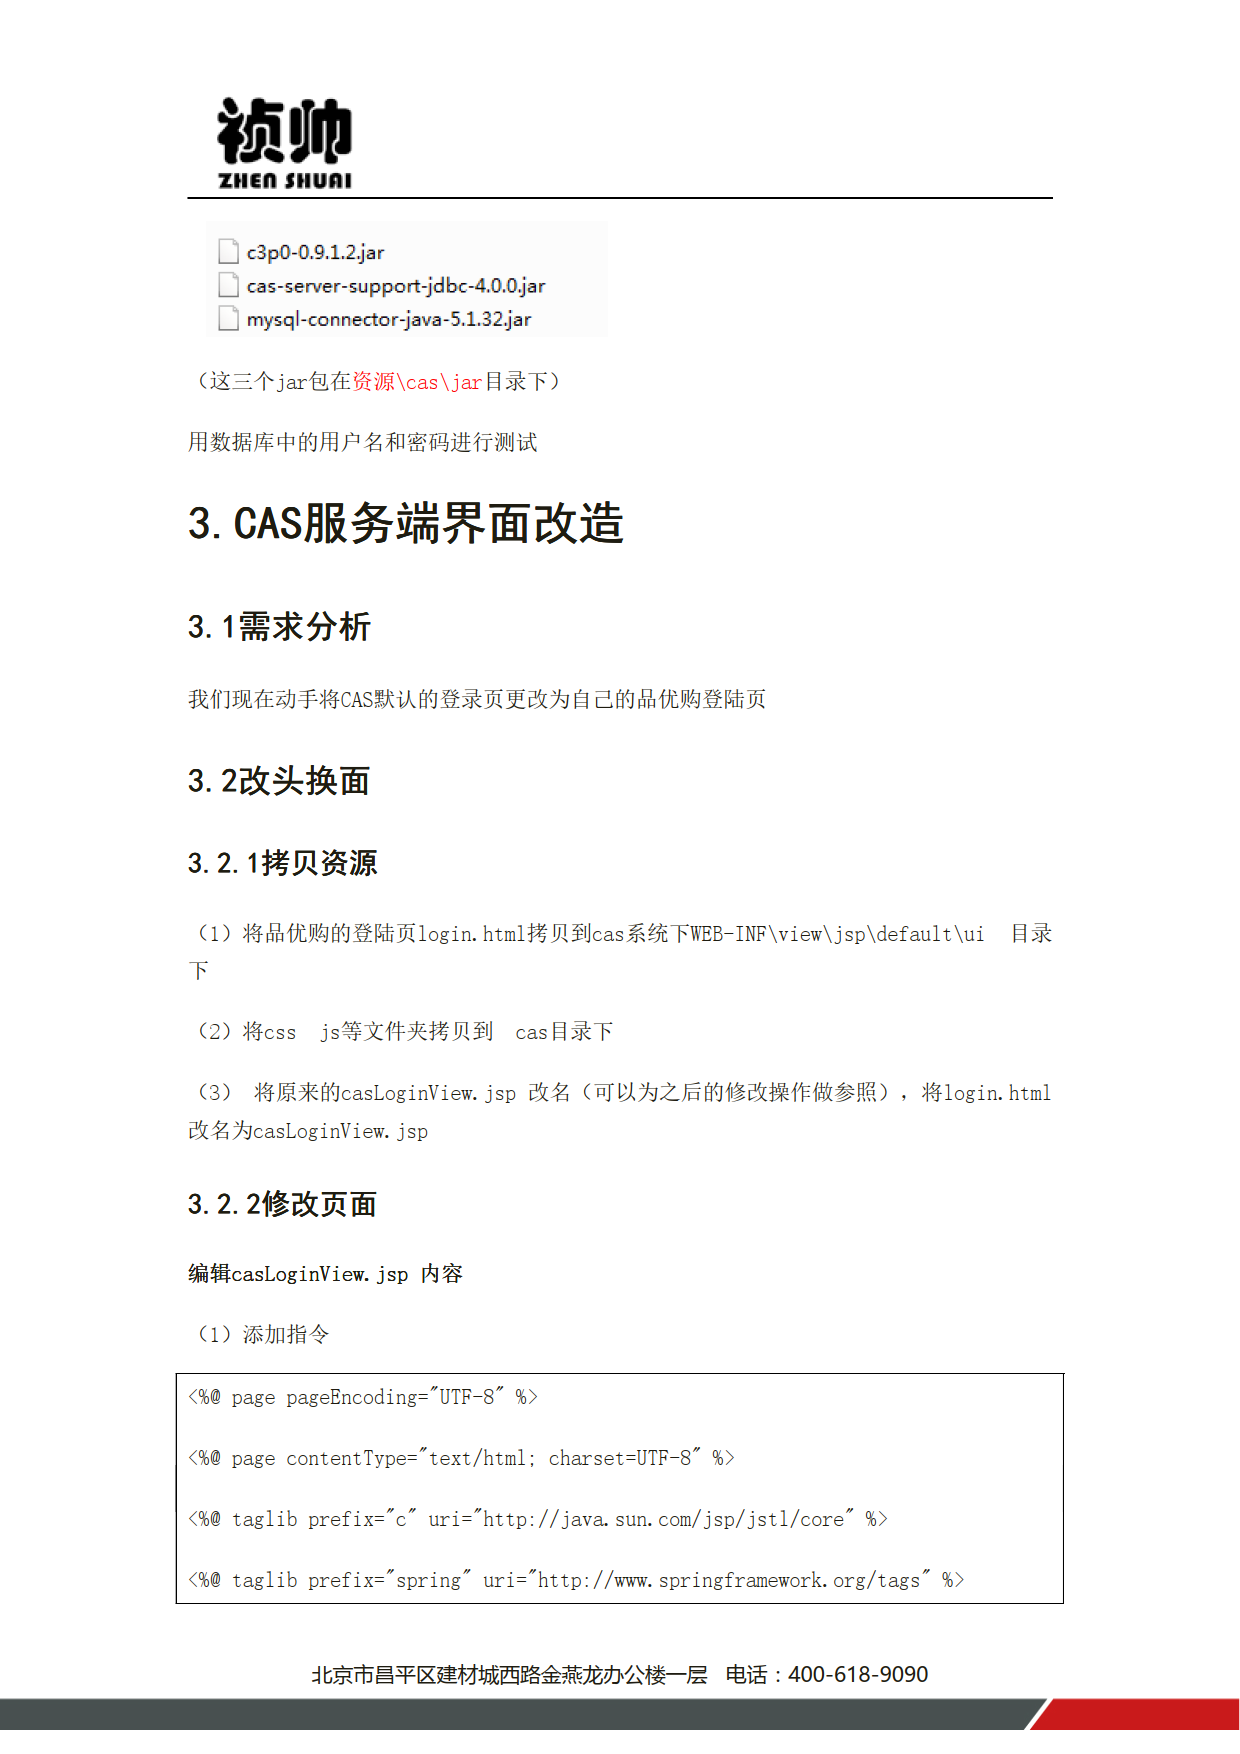 祯帅
ZHEN SHUAI
c3p0-0.9.1.2.jar
cas-server-support-jdbc-4.0.0.jar
mysql-connector-java-5.1.32.jar
（这三个jar包在资源\cas\jar目录下）
用数据库中的用户名和密码进行测试
3.CAS服务端界面改造
3.1需求分析
我们现在动手将CAS默认的登录页更改为自己的品优购登陆页
3.2改头换面
3.2.1拷贝资源
（1）将品优购的登陆页login.html拷贝到cas系统下WEB-INF\view\jsp\default\ui 目录
下
（2）将css js等文件夹拷贝到 cas目录下
（3） 将原来的casLoginView.jsp 改名（可以为之后的修改操作做参照），将login.html
改名为casLoginView.jsp
3.2.2修改页面
编辑casLoginView.jsp 内容
（1）添加指令
<%@ page pageEncoding="UTF-8" %>
<%@ page contentType="text/html; charset=UTF-8" %>
<%@ taglib prefix="c" uri="http://java.sun.com/jsp/jstl/core" %>
<%@ taglib prefix="spring" uri="http://www.springframework.org/tags" %>
北京市昌平区建材城西路金燕龙办公楼一层 电话：400-618-9090